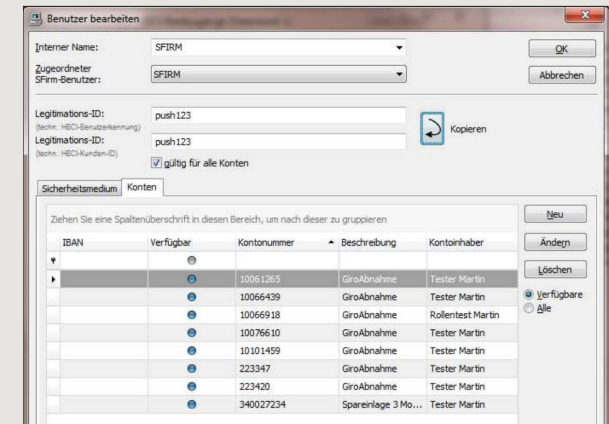 Benutzer bearbeiten
Interner Name: SFIRM OK
Zugeordneter
SFirm-Benutzer: SFIRM Abbrechen
Legitimations-ID: push123
(techn.: HBCI-Benutzerkennung)
Kopieren
Legitimations-ID: push123
(techn.: HBCI-Kunden-ID)
gültig für alle Konten
Sicherheitsmedium Konten
Ziehen Sie eine Spaltenüberschrift in diesen Bereich, um nach dieser zu gruppieren Neu
IBAN Verfügbar Kontonummer Beschreibung Kontoinhaber Ändern
Löschen
10061265 GiroAbnahme Tester Martin
Verfügbare
10066439 GiroAbnahme Tester Martin
Alle
10066918 GiroAbnahme Rollentest Martin
10076610 GiroAbnahme Tester Martin
10101459 GiroAbnahme Tester Martin
223347 GiroAbnahme Tester Martin
223420 GiroAbnahme Tester Martin
340027234 Spareinlage 3 Mo... Tester Martin